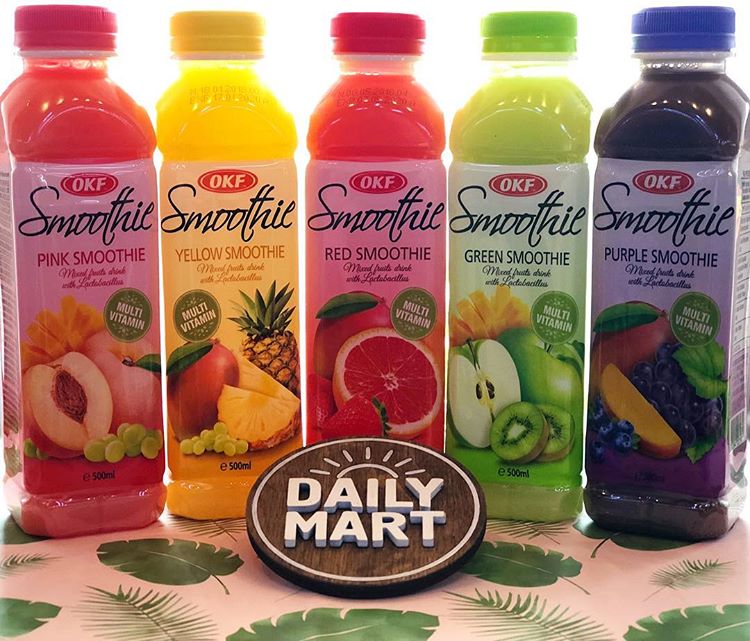 OKF
Smoothie
PINK SMOOTHIE
Mixed fruits drink
with Lactobacillus
MULTI
VITAMIN
e 500ml
OKF
Smoothie
YELLOW SMOOTHIE
Mixed fruits drink
with Lactobacillus
MULTI
VITAMIN
e 500ml
OKF
Smoothie
RED SMOOTHIE
Mixed fruits drink
with Lactobacillus
MULTI
VITAMIN
OKF
Smoothie
GREEN SMOOTHIE
Mixed fruits drink
with Lactobacillus
MULTI
VITAMIN
e 500ml
OKF
Smoothie
PURPLE SMOOTHIE
Mixed fruits drink
with Lactobacillus
MULTI
VITAMIN
e 500ml
DAILY
MART